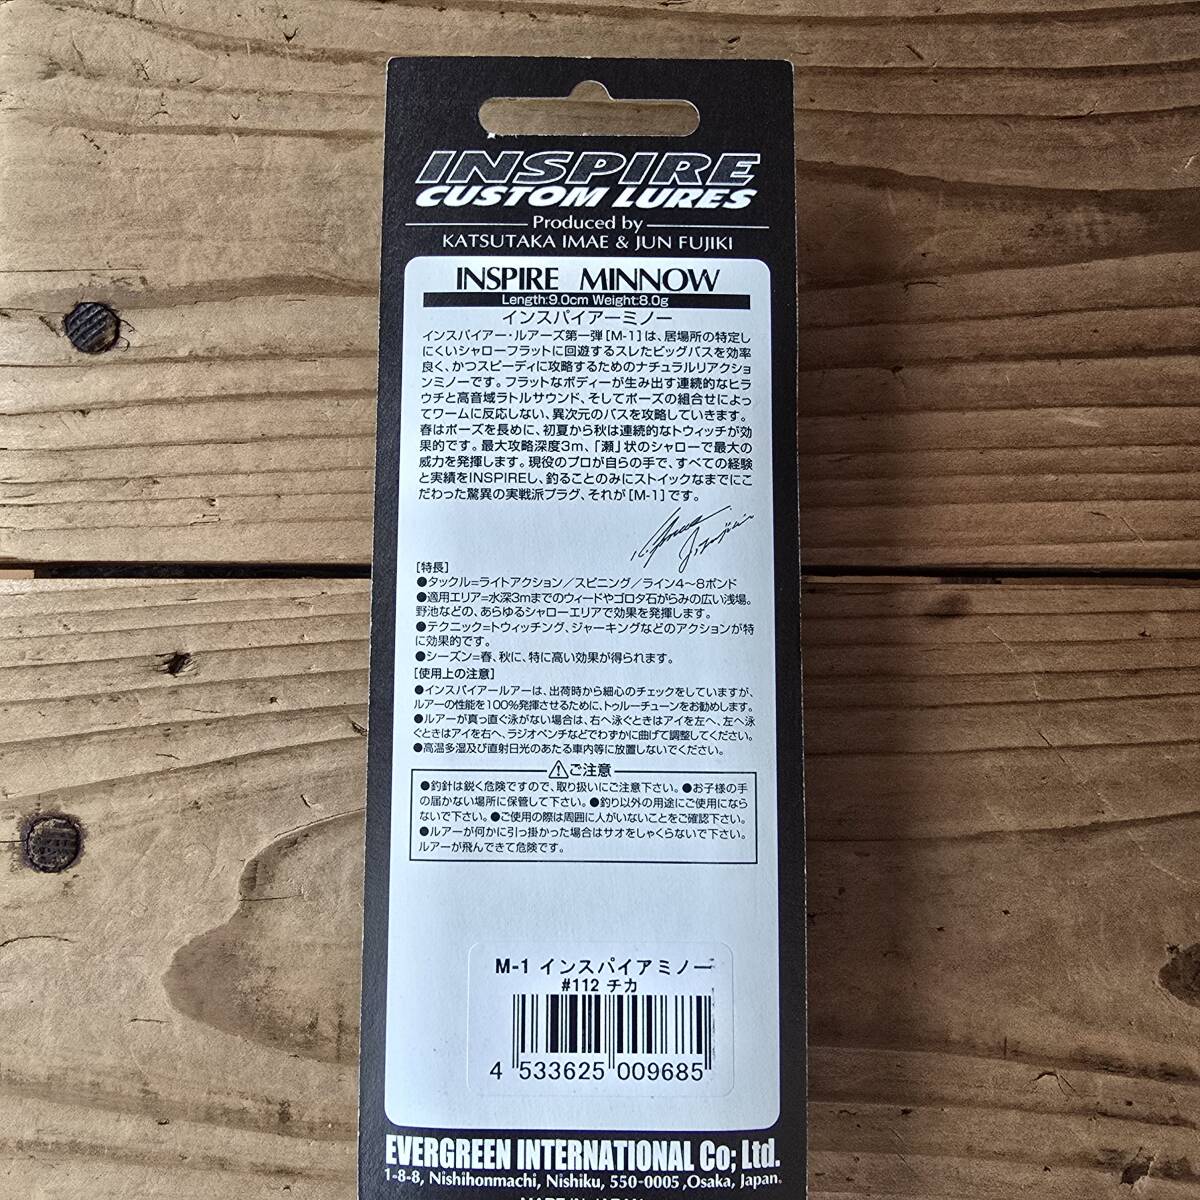 INSPIRE
CUSTOM LURES
Produced by
KATSUTAKA IMAE & JUN FUJIKI
INSPIRE MINNOW
Length:9.0cm Weight:8.0g
インスパイアーミノー
インスパイアー・ルアーズ第一弾[M-1]は、居場所の特定し
にくいシャローフラットに回遊するスレたビッグバスを効率
良く、かつスピーディに攻略するためのナチュラルリアクショ
ンミノーです。フラットなボディーが生み出す連続的なヒラ
ウチと高音域ラトルサウンド、そしてポーズの組合せによっ
てワームに反応しない、異次元のバスを攻略していきます。
春はポーズを長めに、初夏から秋は連続的なトウィッチが効
果的です。最大攻略深度3m、「瀬」状のシャローで最大の
威力を発揮します。現役のプロが自らの手で、すべての経験
と実績をINSPIREし、釣ることのみにストイックなまでにこ
だわった驚異の実戦派プラグ、それが[M-1]です。
[特長]
●タックル=ライトアクション/スピニング/ライン4〜8ポンド
●適用エリア=水深3mまでのウィードやゴロタ石がらみの広い浅場。
野池などの、あらゆるシャローエリアで効果を発揮します。
●テクニック=トウィッチング、ジャーキングなどのアクションが特
に効果的です。
●シーズン=春、秋に、特に高い効果が得られます。
[使用上の注意]
●インスパイアールアーは、出荷時から細心のチェックをしていますが、
ルアーの性能を100%発揮させるために、トゥルーチューンをお勧めします。
●ルアーが真っ直ぐ泳がない場合は、右へ泳ぐときはアイを左へ、左へ泳
ぐときはアイを右へ、ラジオペンチなどでわずかに曲げて調整してください。
●高温多湿及び直射日光のあたる車内等に放置しないでください。
⚠ご注意
●釣針は鋭く危険ですので、取り扱いにご注意下さい。●お子様の手
の届かない場所に保管して下さい。●釣り以外の用途にご使用になら
ないで下さい。●ご使用の際は周囲に人がいないことをご確認下さい。
●ルアーが何かに引っ掛かった場合はサオをしゃくらないで下さい。
ルアーが飛んできて危険です。
M-1 インスパイアミノー
#112 チカ
4 533625 009685
EVERGREEN INTERNATIONAL Co; Ltd.
1-8-8, Nishihonmachi, Nishiku, 550-0005 ,Osaka, Japan.
MADE IN JAPAN